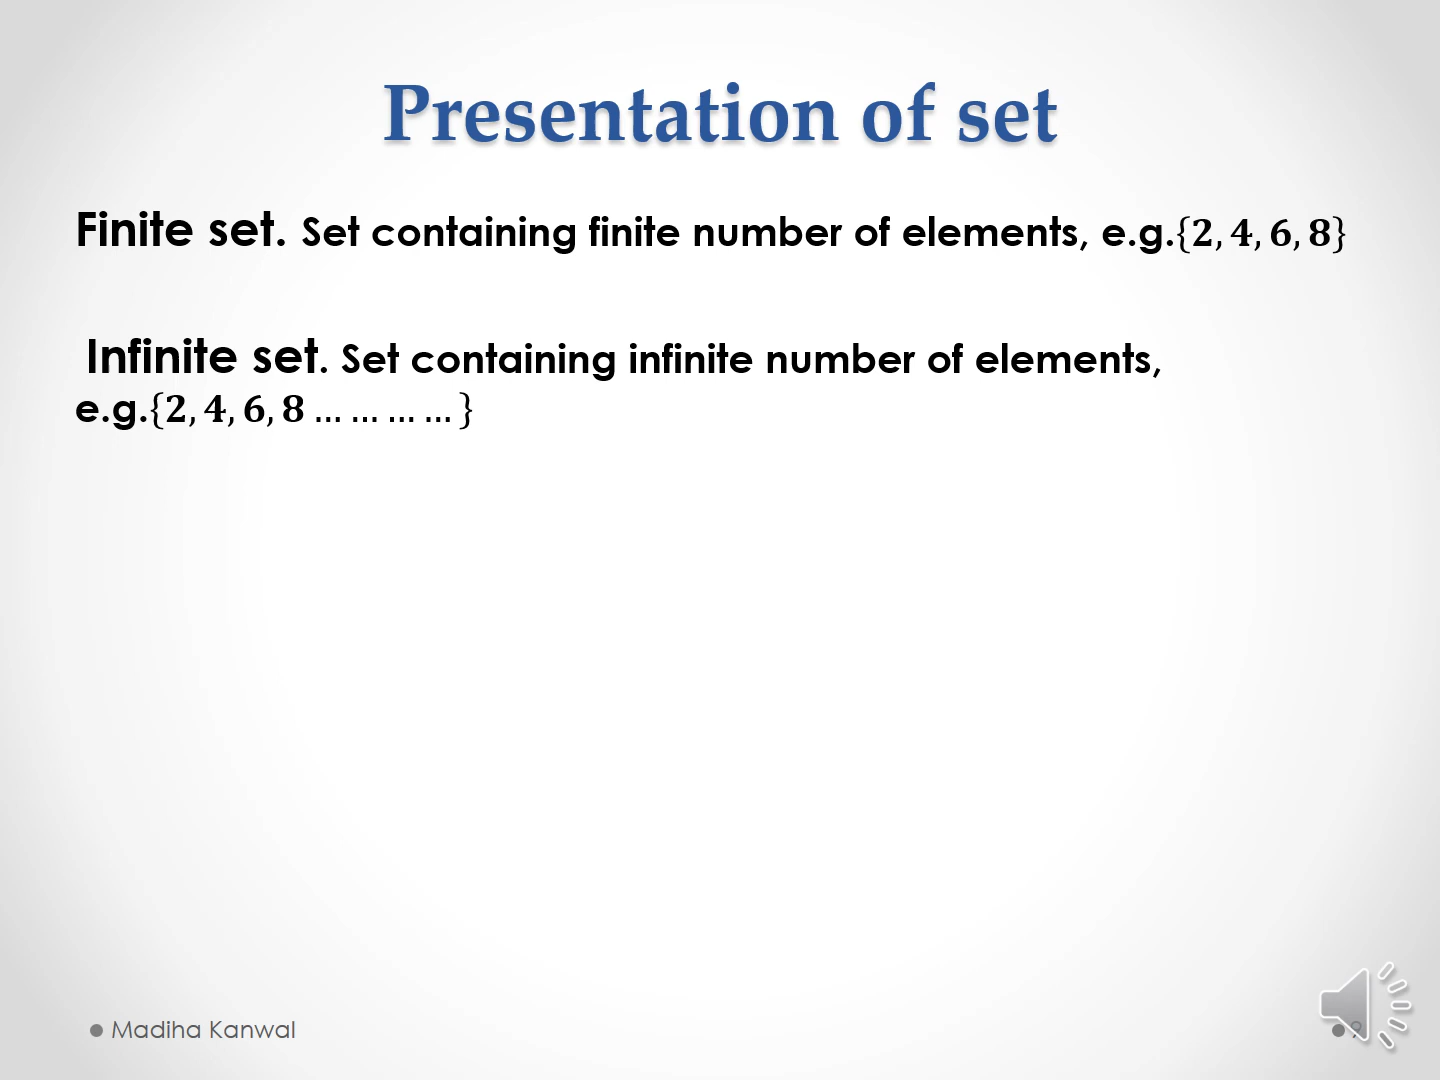 Presentation of set
Finite set. Set containing finite number of elements, e.g.{2, 4, 6, 8}
Infinite set. Set containing infinite number of elements,
e.g.{2, 4, 6, 8 … … … … }
Madiha Kanwal